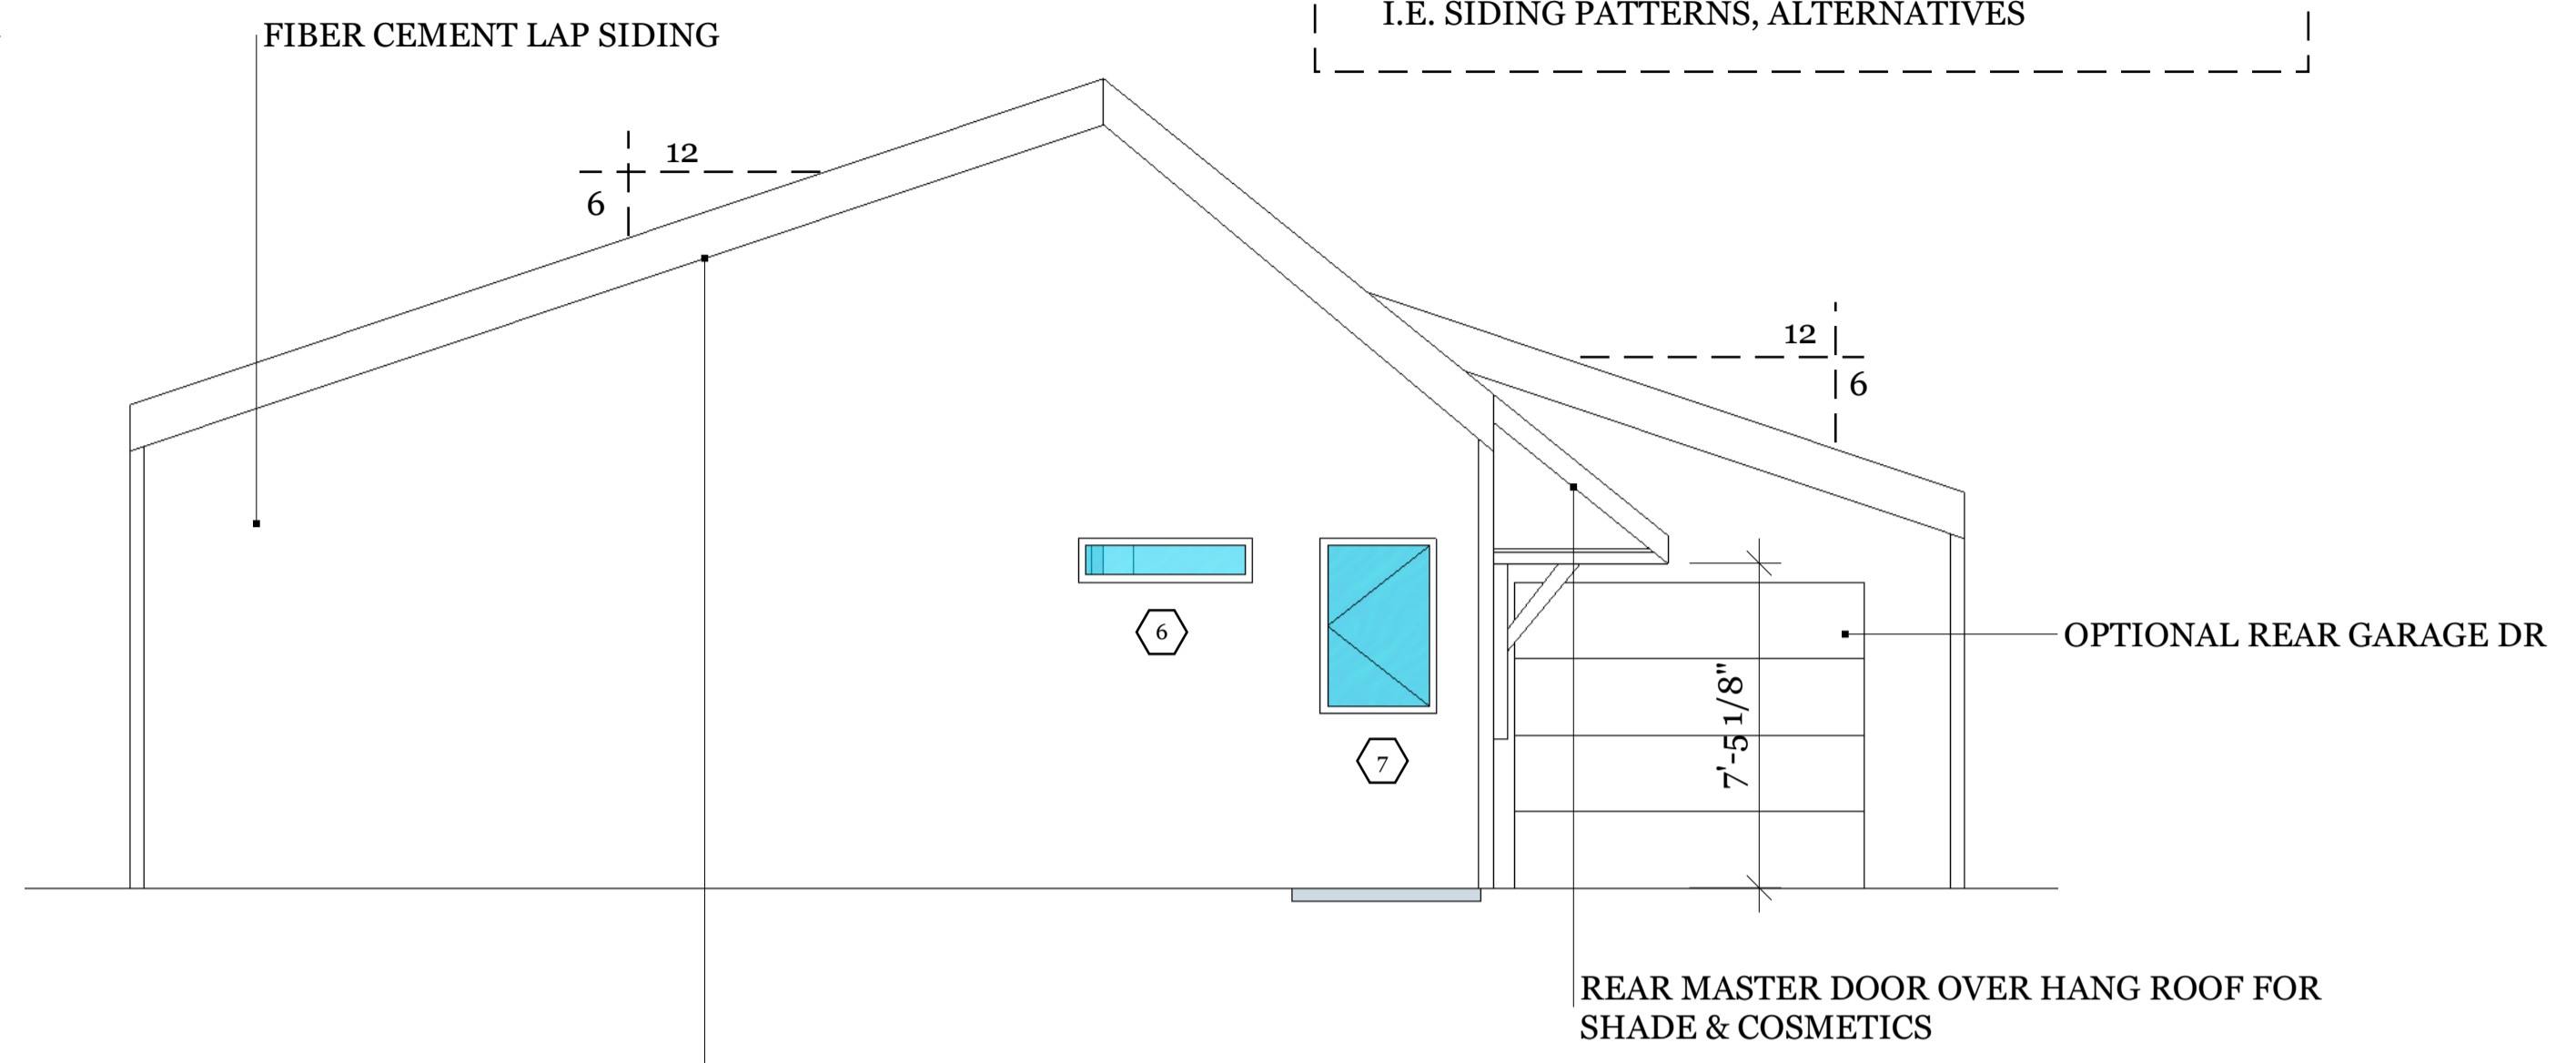 I.E. SIDING PATTERNS, ALTERNATIVES
FIBER CEMENT LAP SIDING
12
6
12
6
6
7
7'-5 1/8"
OPTIONAL REAR GARAGE DR
REAR MASTER DOOR OVER HANG ROOF FOR
SHADE & COSMETICS